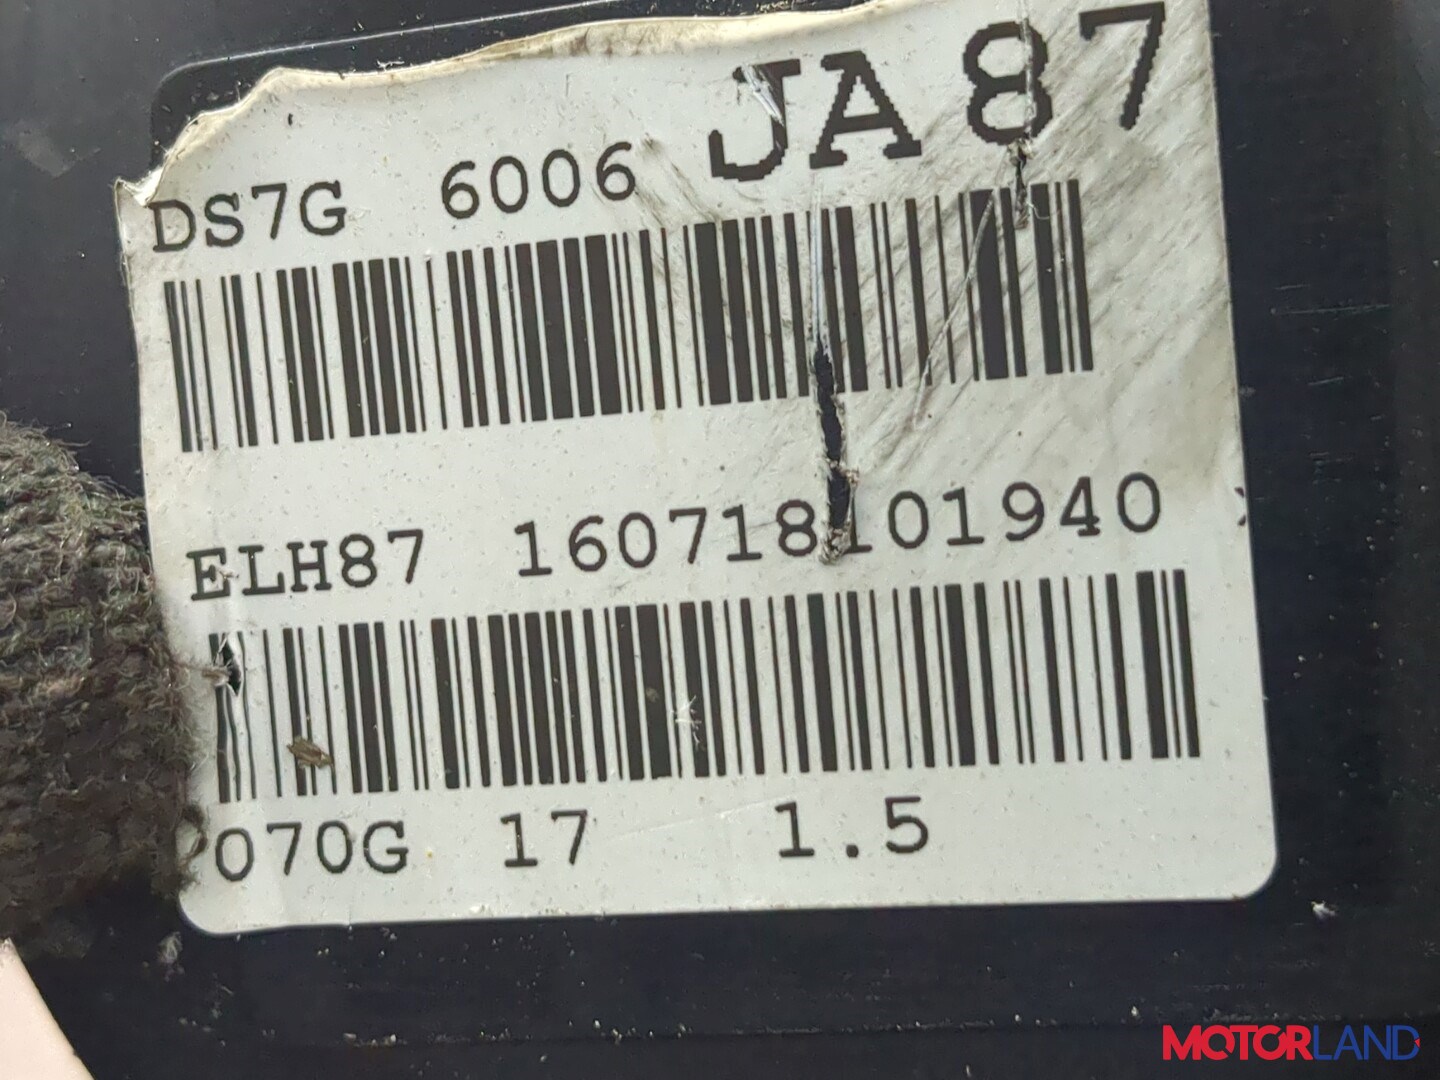 DS7G 6006 JA87
ELH87 160718101940
070G 17 1.5
MOTORLAND